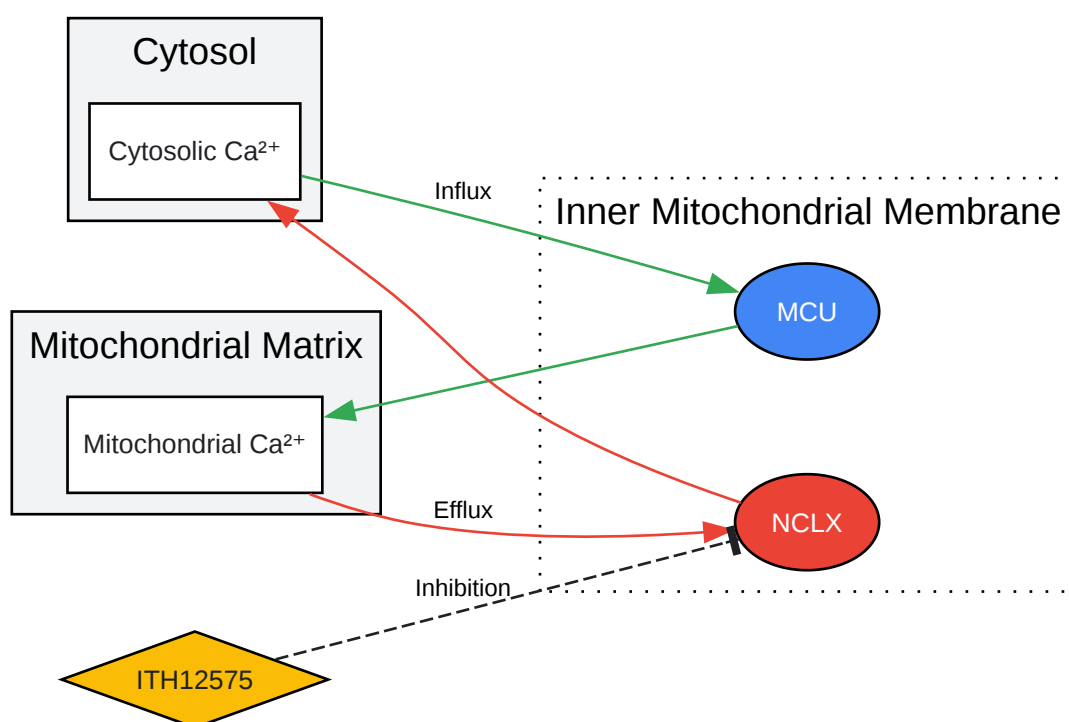 Cytosol
Cytosolic Ca²⁺
Influx
Inner Mitochondrial Membrane
MCU
Mitochondrial Matrix
Mitochondrial Ca²⁺
Efflux
NCLX
Inhibition
ITH12575